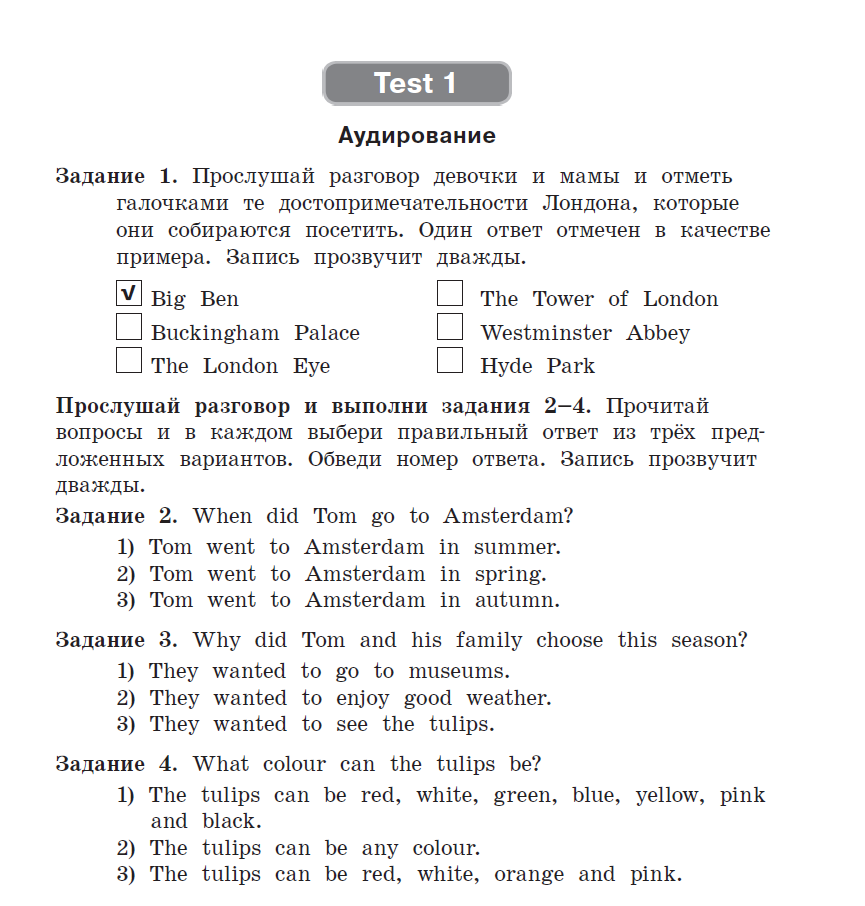 Test 1
Аудирование
Задание 1. Прослушай разговор девочки и мамы и отметь
галочками те достопримечательности Лондона, которые
они собираются посетить. Один ответ отмечен в качестве
примера. Запись прозвучит дважды.
√ Big Ben
Buckingham Palace
The London Eye
The Tower of London
Westminster Abbey
Hyde Park
Прослушай разговор и выполни задания 2–4. Прочитай
вопросы и в каждом выбери правильный ответ из трёх пред-
ложенных вариантов. Обведи номер ответа. Запись прозвучит
дважды.
Задание 2. When did Tom go to Amsterdam?
1) Tom went to Amsterdam in summer.
2) Tom went to Amsterdam in spring.
3) Tom went to Amsterdam in autumn.
Задание 3. Why did Tom and his family choose this season?
1) They wanted to go to museums.
2) They wanted to enjoy good weather.
3) They wanted to see the tulips.
Задание 4. What colour can the tulips be?
1) The tulips can be red, white, green, blue, yellow, pink
and black.
2) The tulips can be any colour.
3) The tulips can be red, white, orange and pink.